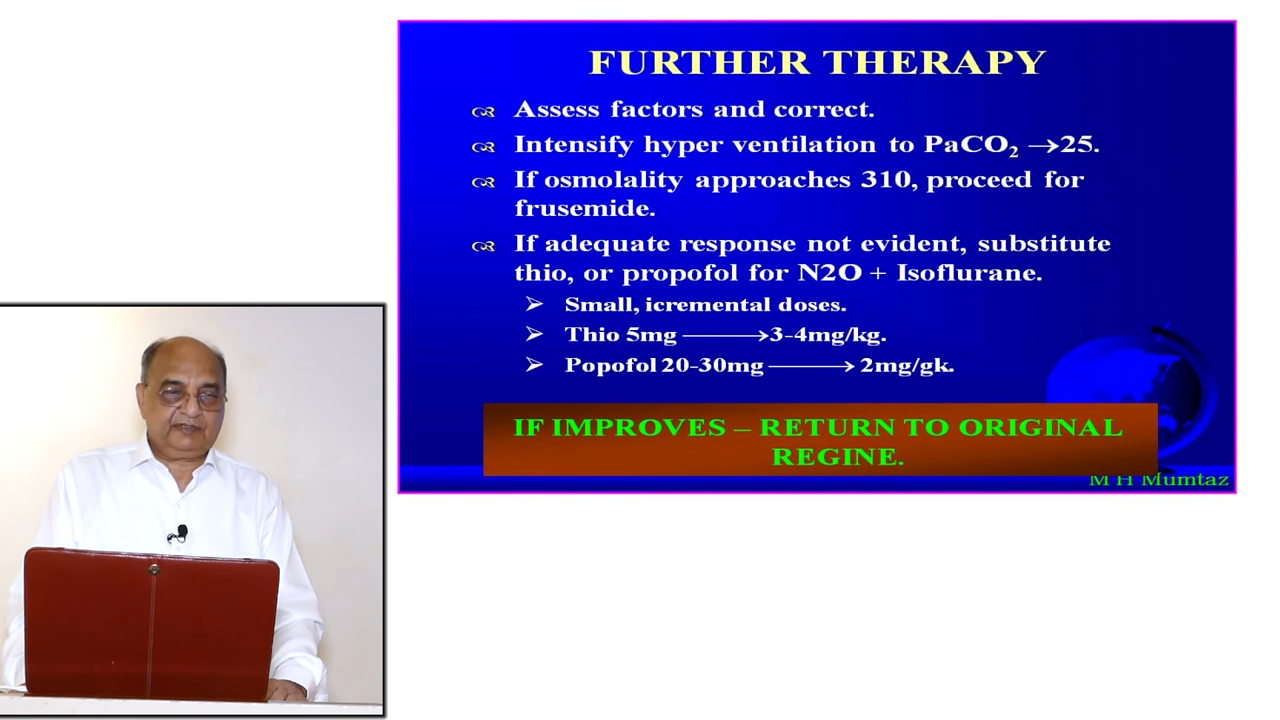 FURTHER THERAPY
Assess factors and correct.
Intensify hyper ventilation to PaCO₂ →25.
If osmolality approaches 310, proceed for
frusemide.
If adequate response not evident, substitute
thio, or propofol for N2O + Isoflurane.
Small, icremental doses.
Thio 5mg ⟶3-4mg/kg.
Popofol 20-30mg ⟶ 2mg/gk.
IF IMPROVES – RETURN TO ORIGINAL
REGINE.
M H Mumtaz